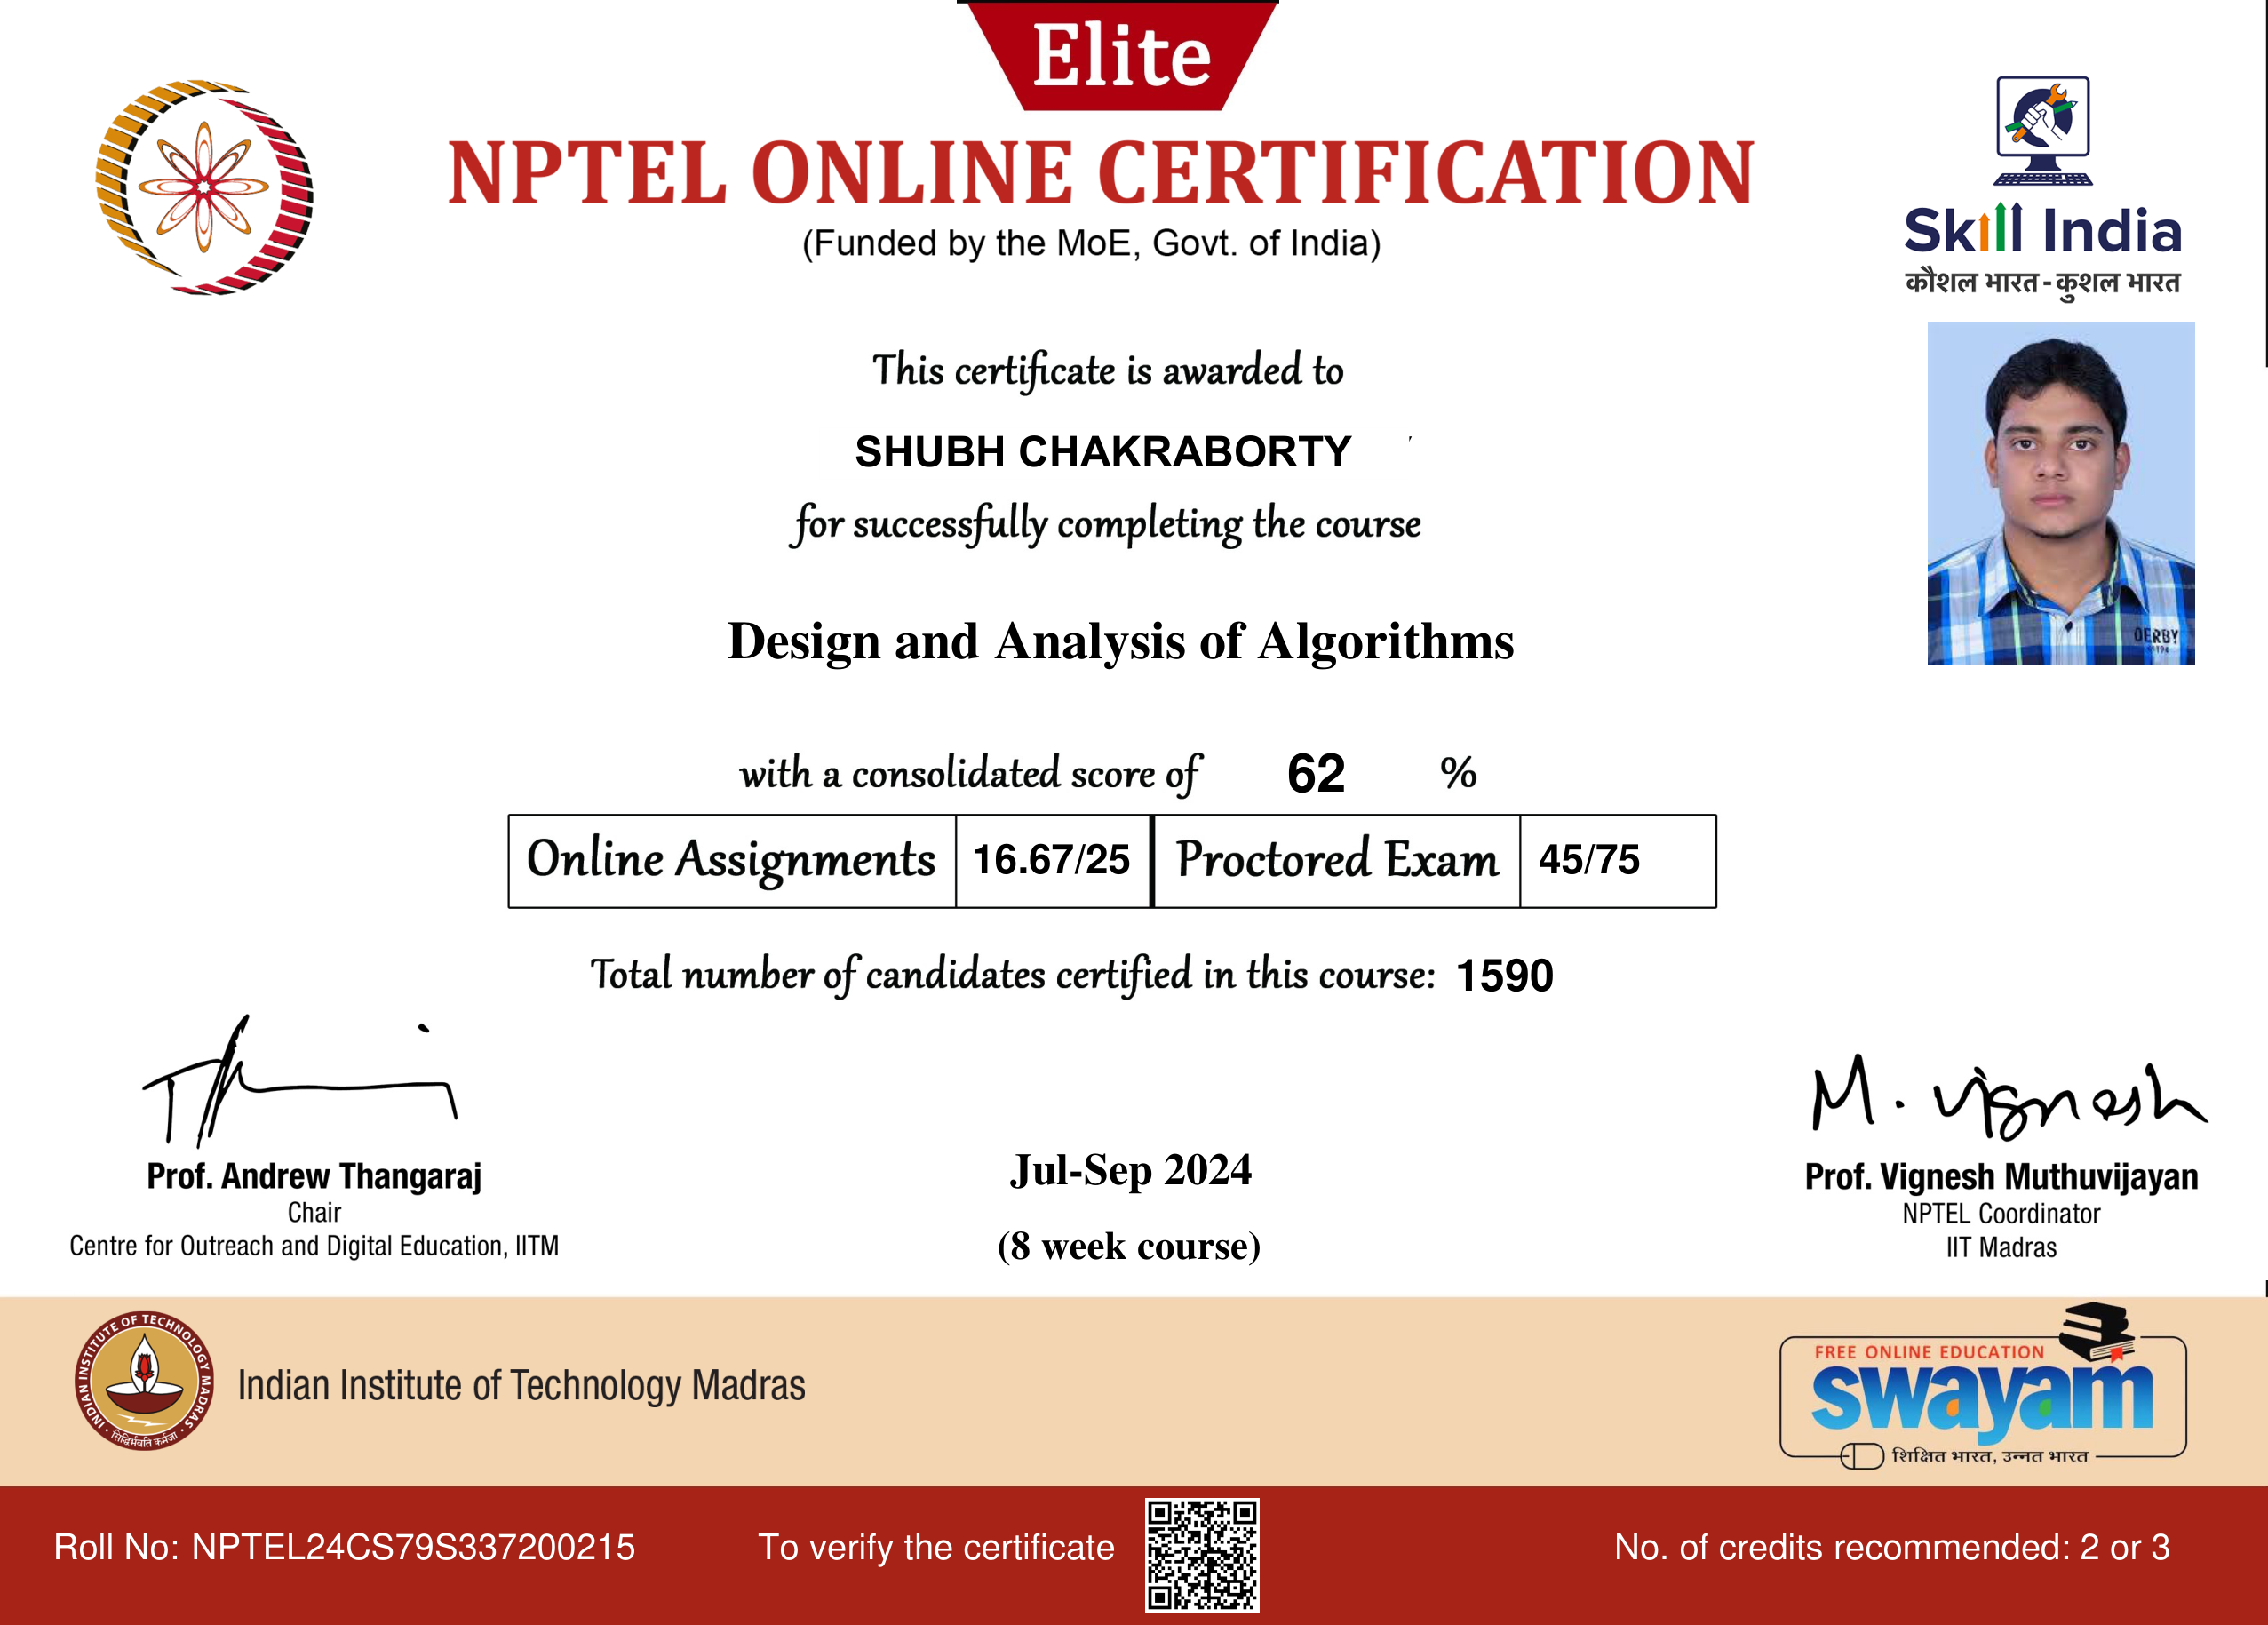 Elite
NPTEL ONLINE CERTIFICATION
(Funded by the MoE, Govt. of India)
Skill India
कौशल भारत - कुशल भारत
This certificate is awarded to
SHUBH CHAKRABORTY
for successfully completing the course
DERBY
Design and Analysis of Algorithms
with a consolidated score of 62 %
Online Assignments 16.67/25 Proctored Exam 45/75
Total number of candidates certified in this course: 1590
M. Vignesh
Prof. Andrew Thangaraj
Chair
Centre for Outreach and Digital Education, IITM
Jul-Sep 2024
(8 week course)
Prof. Vignesh Muthuvijayan
NPTEL Coordinator
IIT Madras
INDIAN INSTITUTE OF TECHNOLOGY MADRAS
सिद्धिर्भवति कर्मजा
Indian Institute of Technology Madras
FREE ONLINE EDUCATION
swayam
शिक्षित भारत, उन्नत भारत
Roll No: NPTEL24CS79S337200215
To verify the certificate
No. of credits recommended: 2 or 3